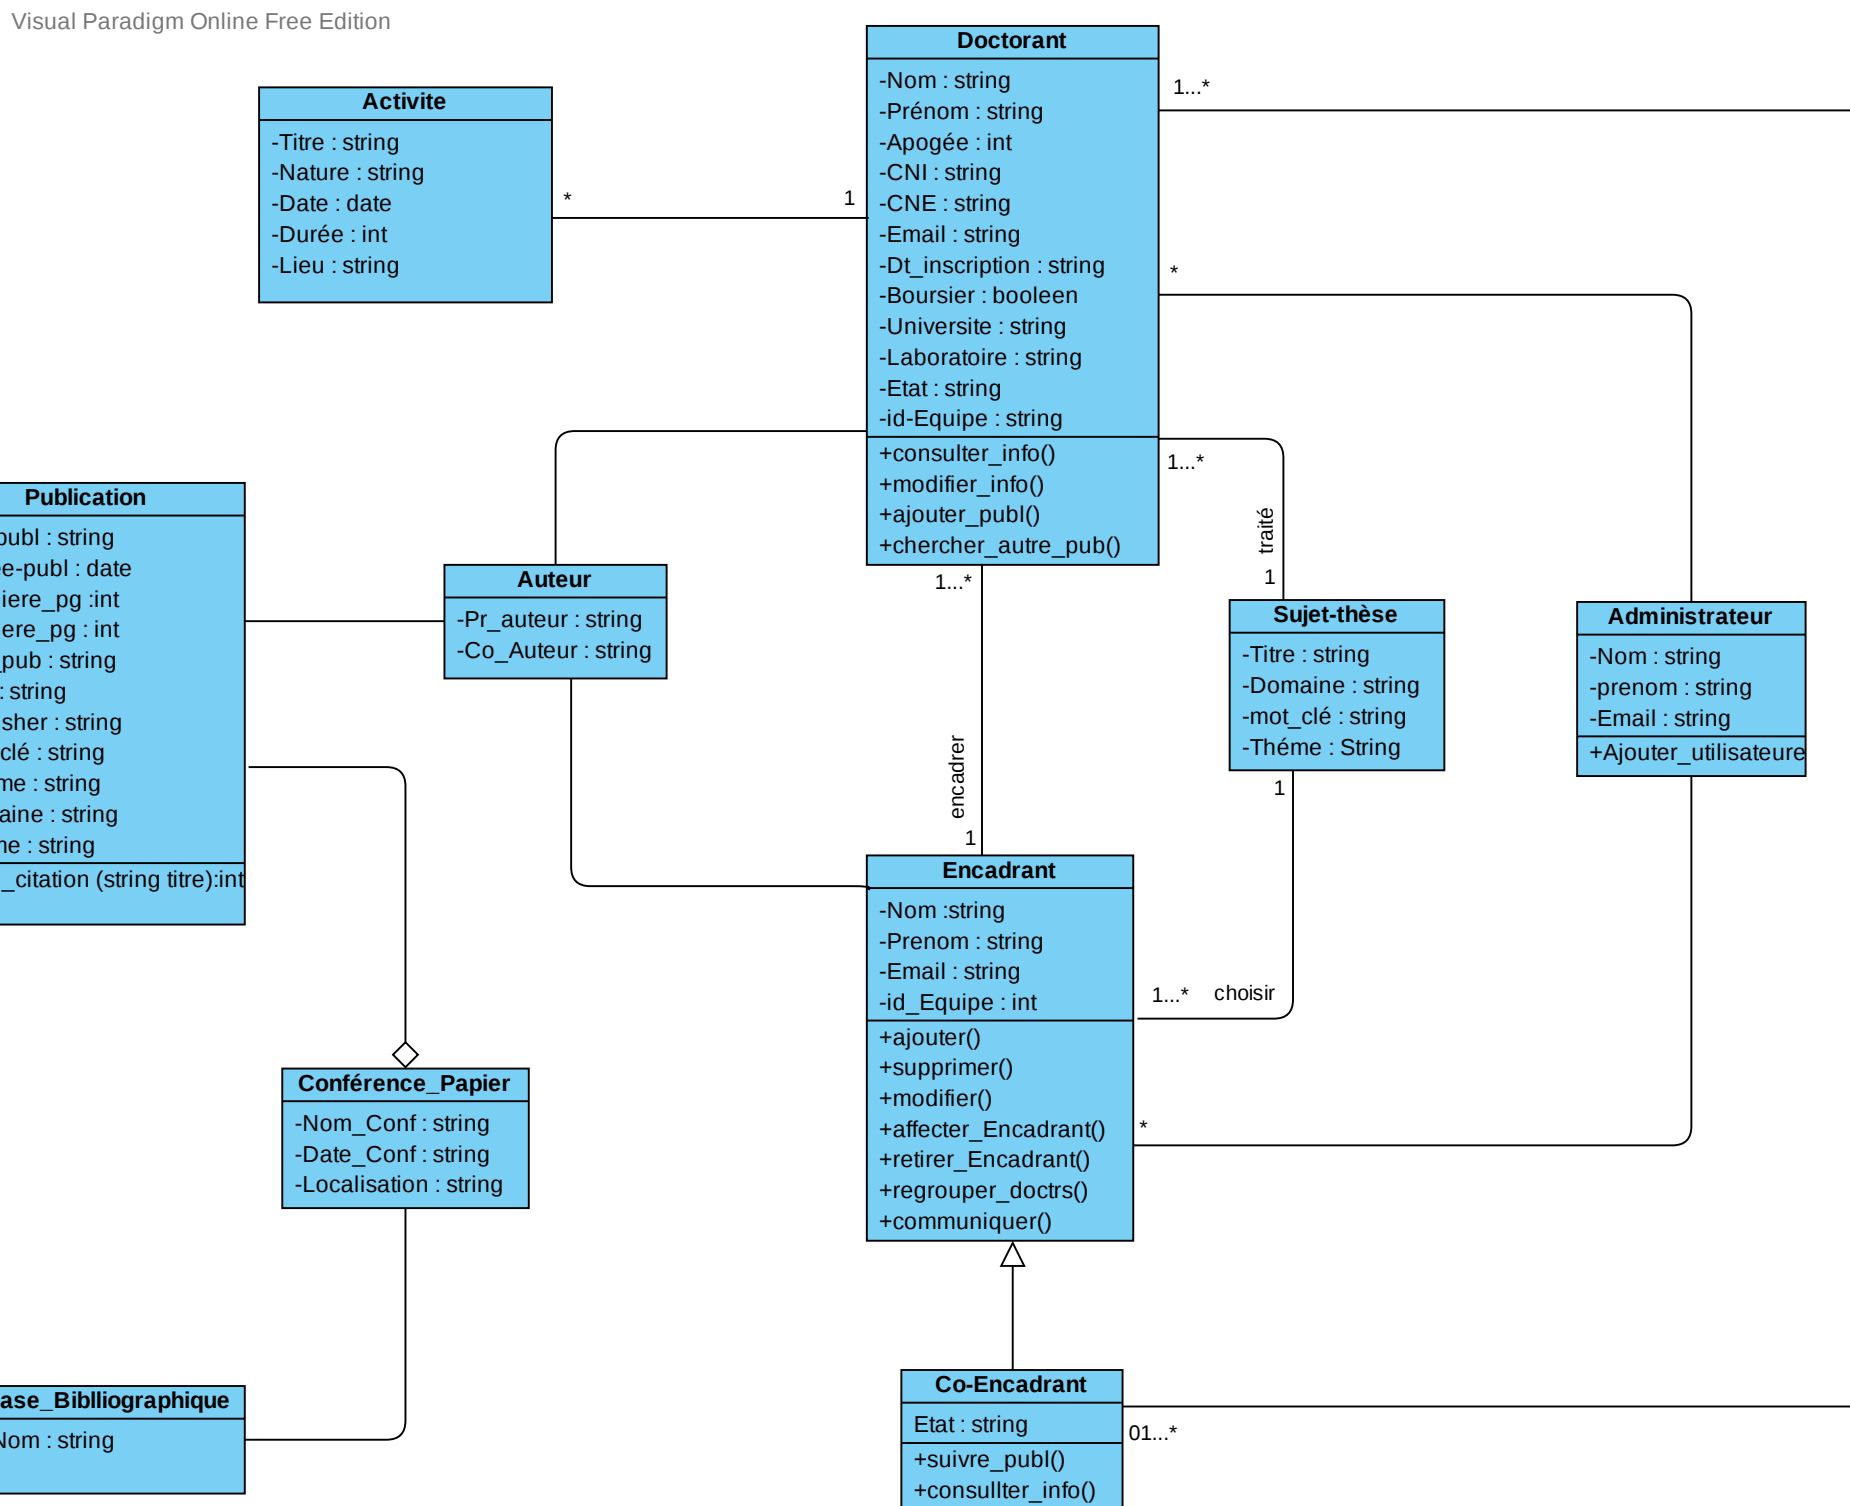 Visual Paradigm Online Free Edition
Doctorant
-Nom : string
-Prénom : string
-Apogée : int
-CNI : string
-CNE : string
-Email : string
-Dt_inscription : string
-Boursier : booleen
-Universite : string
-Laboratoire : string
-Etat : string
-id-Equipe : string
+consulter_info()
+modifier_info()
+ajouter_publ()
+chercher_autre_pub()
1...*
Activite
-Titre : string
-Nature : string
-Date : date
-Durée : int
-Lieu : string
*
1
*
1...*
traité
1
Publication
publ : string
e-publ : date
iere_pg :int
ere_pg : int
_pub : string
: string
sher : string
clé : string
me : string
aine : string
ne : string
_citation (string titre):int
Auteur
-Pr_auteur : string
-Co_Auteur : string
1...*
encadrer
1
Sujet-thèse
-Titre : string
-Domaine : string
-mot_clé : string
-Théme : String
1
1...*
choisir
Administrateur
-Nom : string
-prenom : string
-Email : string
+Ajouter_utilisateure
Encadrant
-Nom :string
-Prenom : string
-Email : string
-id_Equipe : int
+ajouter()
+supprimer()
+modifier()
+affecter_Encadrant()
+retirer_Encadrant()
+regrouper_doctrs()
+communiquer()
*
Conférence_Papier
-Nom_Conf : string
-Date_Conf : string
-Localisation : string
ase_Biblliographique
Nom : string
Co-Encadrant
Etat : string
+suivre_publ()
+consullter_info()
01...*